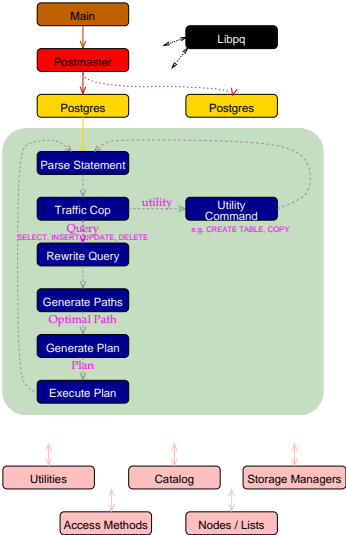 Main
Libpq
Postmaster
Postgres
Postgres
Parse Statement
utility
Traffic Cop
Utility
Command
Query
SELECT, INSERT, UPDATE, DELETE
e.g. CREATE TABLE, COPY
Rewrite Query
Generate Paths
Optimal Path
Generate Plan
Plan
Execute Plan
Utilities
Catalog
Storage Managers
Access Methods
Nodes / Lists